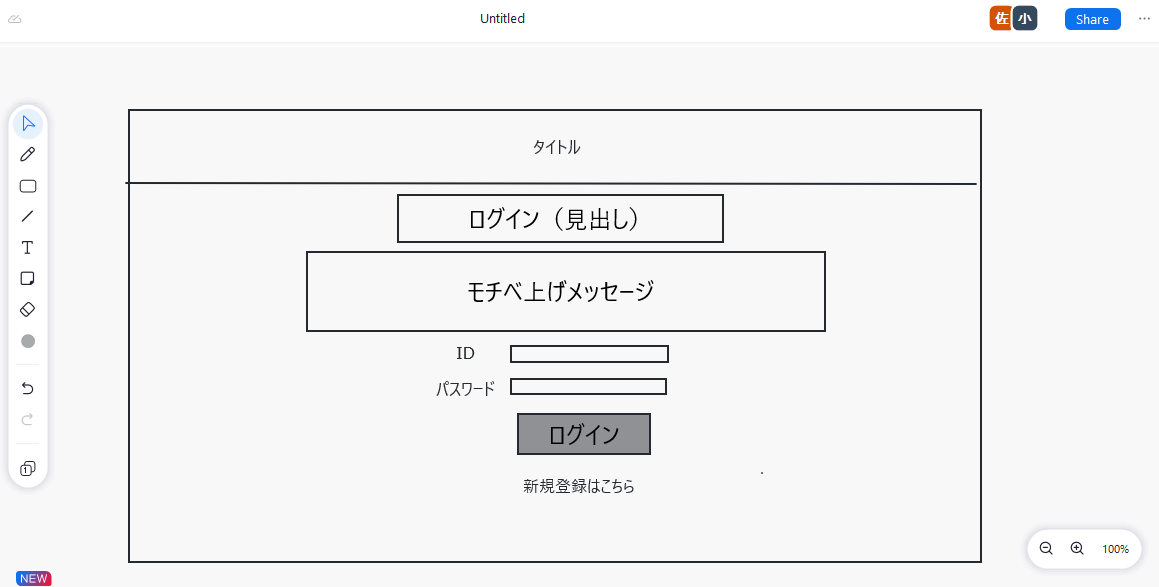 Untitled
佐 小
Share
タイトル
ログイン（見出し）
モチベ上げメッセージ
ID
パスワード
ログイン
新規登録はこちら
100%
NEW